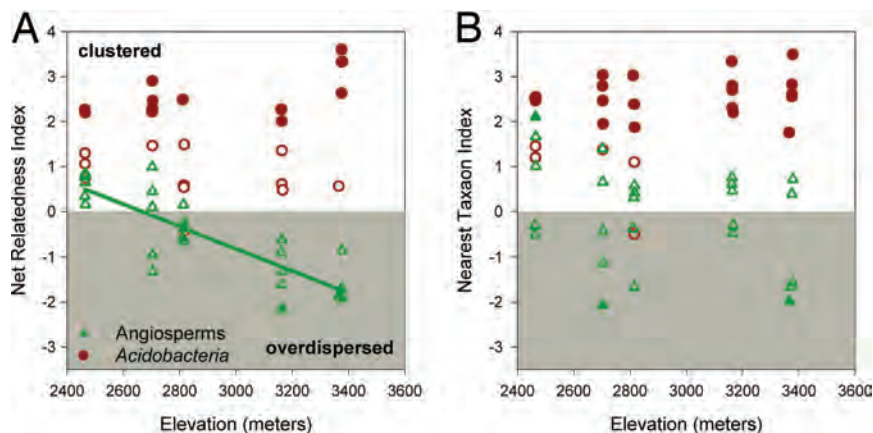 A
B
clustered
Net Relatedness Index
4
3
2
1
0
-1
-2
-3
Angiosperms
Acidobacteria
overdispersed
2400 2600 2800 3000 3200 3400 3600
Elevation (meters)
Nearest Taxaon Index
4
3
2
1
0
-1
-2
-3
2400 2600 2800 3000 3200 3400 3600
Elevation (meters)